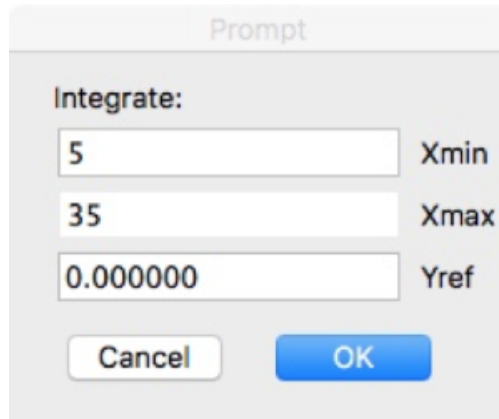 Prompt
Integrate:
5 Xmin
35 Xmax
0.000000 Yref
Cancel OK